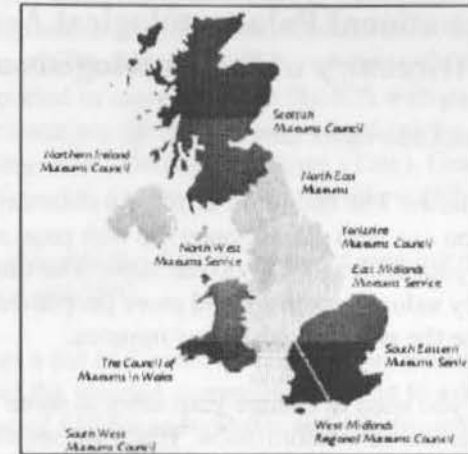 Scottish
Museums Council
Northern Ireland
Museums Council
North East
Museums
Yorkshire
Museums Council
North West
Museums Service
East Midlands
Museums Service
South Eastern
Museums Servic
The Council of
Museums in Wales
West Midlands
Regional Museums Council
South West
Museums Council